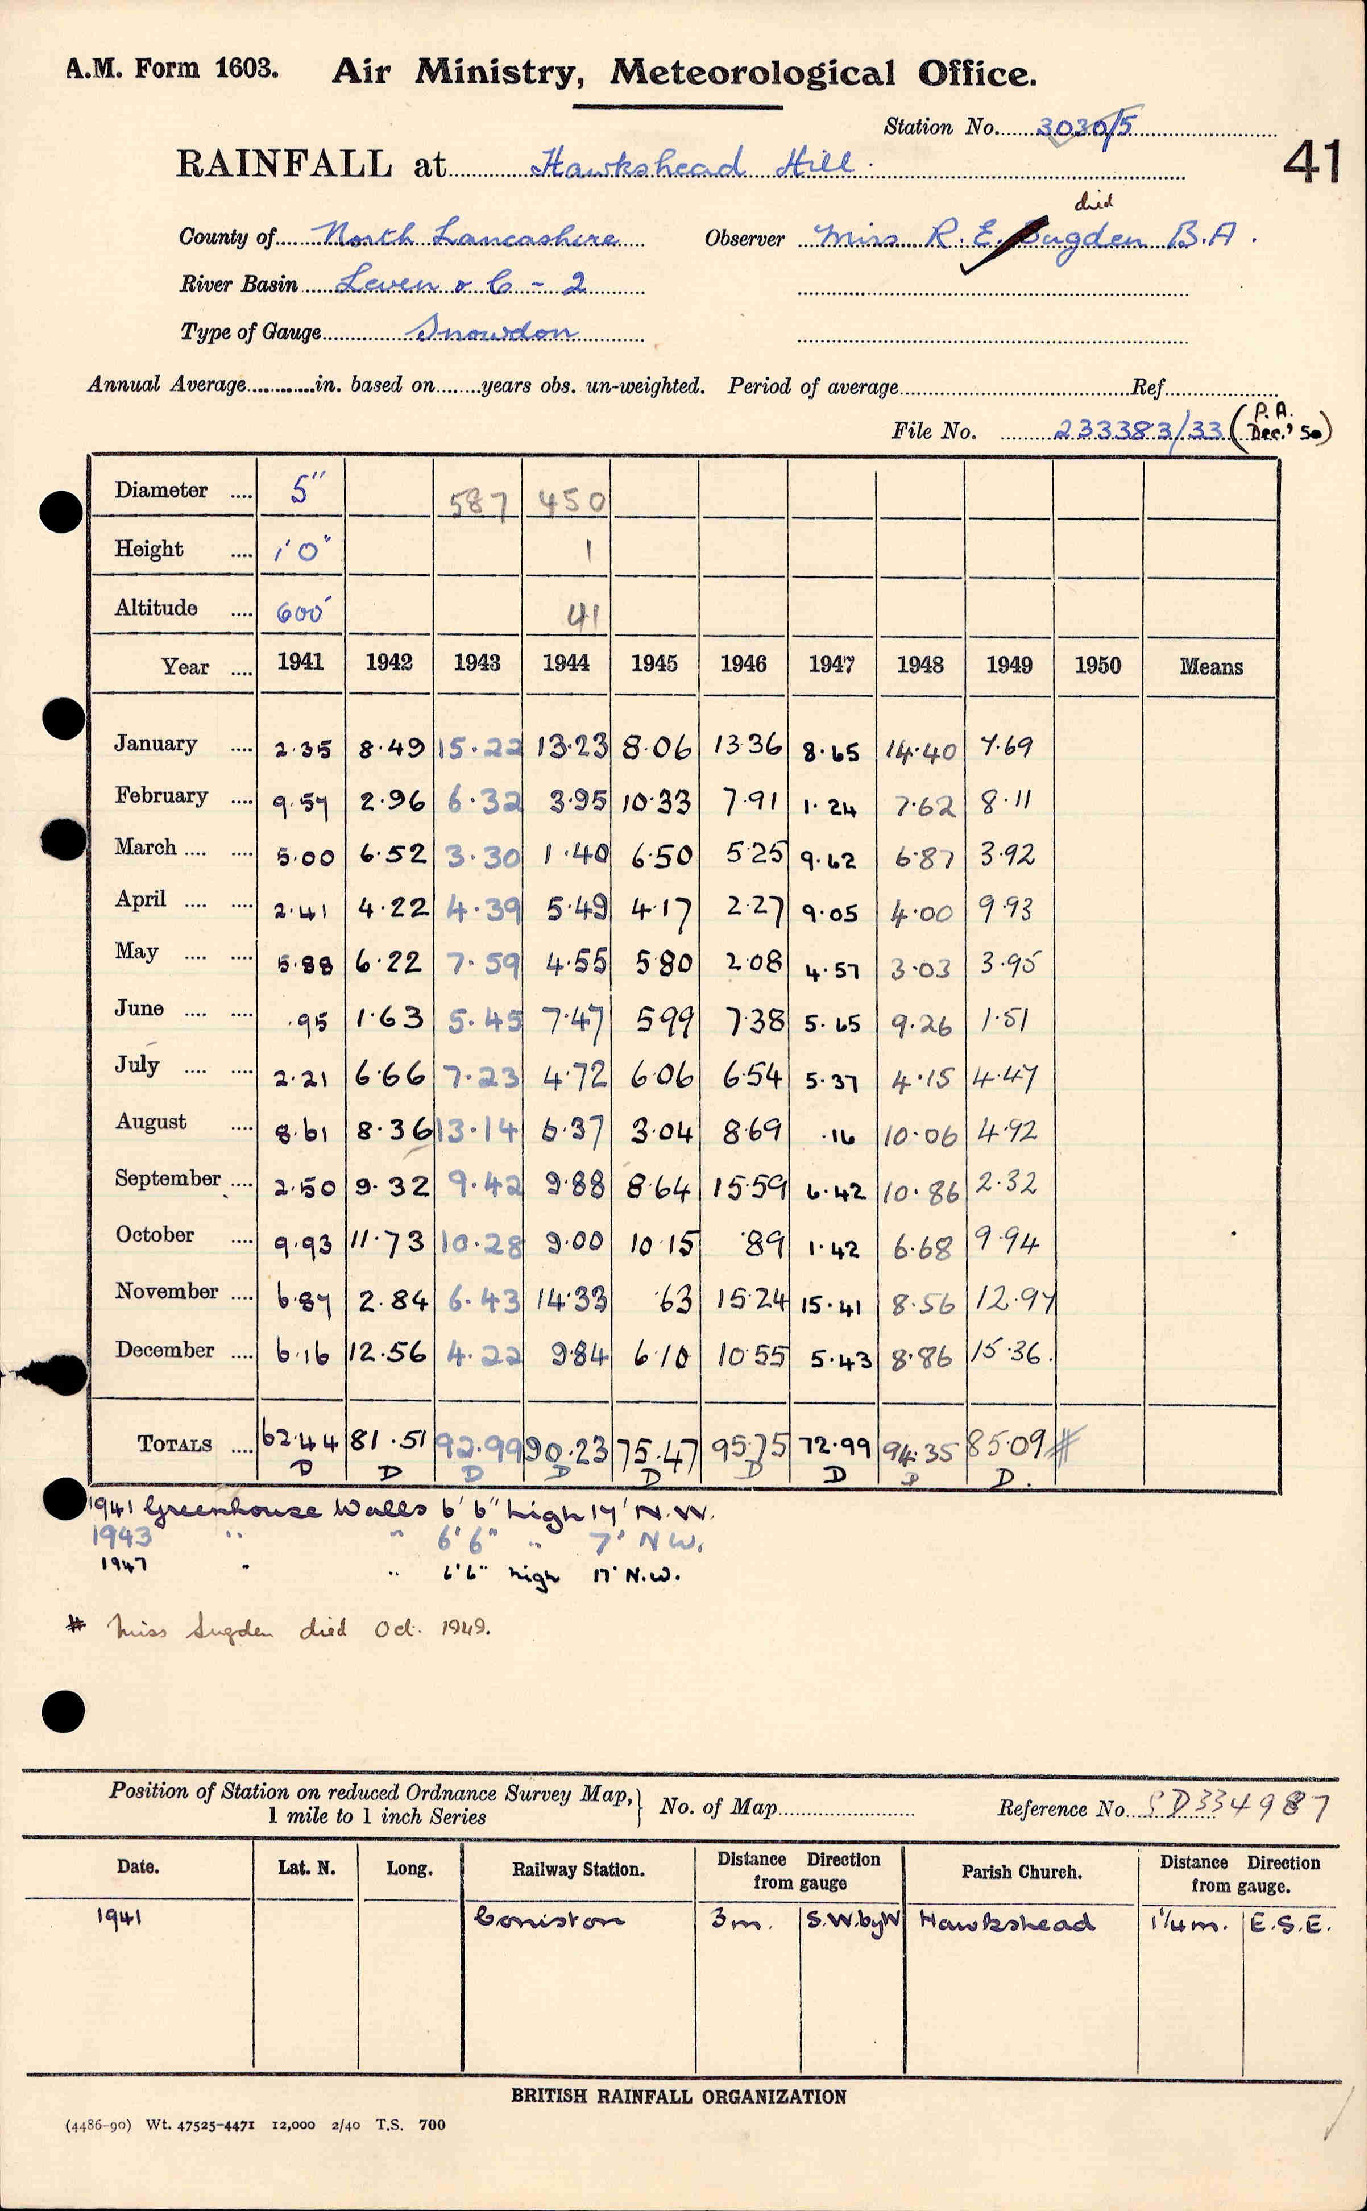 A.M. Form 1603. Air Ministry, Meteorological Office.
Station No. 3030/5
41
RAINFALL at Hawkshead Hill.
died
County of North Lancashire Observer Miss R. E. Sugden B.A.
River Basin Leven & C - 2
Type of Gauge Snowdon
Annual Average in. based on years obs. un-weighted. Period of average Ref.
File No. 233383/33 (P.A. Dec.' 50)
Diameter .... 5" 587 450
Height .... 1' 0" 1
Altitude .... 600' 41
Year .... 1941 1942 1943 1944 1945 1946 1947 1948 1949 1950 Means
January .... 2.35 8.49 15.22 13.23 8.06 13.36 8.65 14.40 7.69
February .... 9.57 2.96 6.32 3.95 10.33 7.91 1.24 7.62 8.11
March .... .... 5.00 6.52 3.30 1.40 6.50 5.25 9.62 6.87 3.92
April .... .... 2.41 4.22 4.39 5.49 4.17 2.27 9.05 4.00 9.93
May .... .... 5.88 6.22 7.59 4.55 5.80 2.08 4.57 3.03 3.95
June .... .... .95 1.63 5.45 7.47 5.99 7.38 5.65 9.26 1.51
July .... .... 2.21 6.66 7.23 4.72 6.06 6.54 5.37 4.15 4.47
August .... 8.61 8.36 13.14 6.37 3.04 8.69 .16 10.06 4.92
September .... 2.50 9.32 9.42 9.88 8.64 15.59 6.42 10.86 2.32
October .... 9.93 11.73 10.28 9.00 10.15 .89 1.42 6.68 9.94
November .... 6.87 2.84 6.43 14.33 .63 15.24 15.41 8.56 12.97
December .... 6.16 12.56 4.22 9.84 6.10 10.55 5.43 8.86 15.36.
TOTALS .... 62.44 81.51 92.99 90.23 75.47 95.75 72.99 94.35 85.09 #
D D D D D D D D D.
1941 Greenhouse Walls 6' 6" high 17' N.W.
1943 " " 6' 6" " 7' N W.
1947 " " 6' 6" high 17' N.W.
# Miss Sugden died Oct. 1949.
Position of Station on reduced Ordnance Survey Map,} No. of Map Reference No. SD334987
1 mile to 1 inch Series
Date. Lat. N. Long. Railway Station. Distance Direction from gauge Parish Church. Distance Direction from gauge.
1941 Coniston 3 m. S.W.byW Hawkshead 1¼ m. E.S.E.
BRITISH RAINFALL ORGANIZATION
(4486-90) Wt. 47525-4471 12,000 2/40 T.S. 700